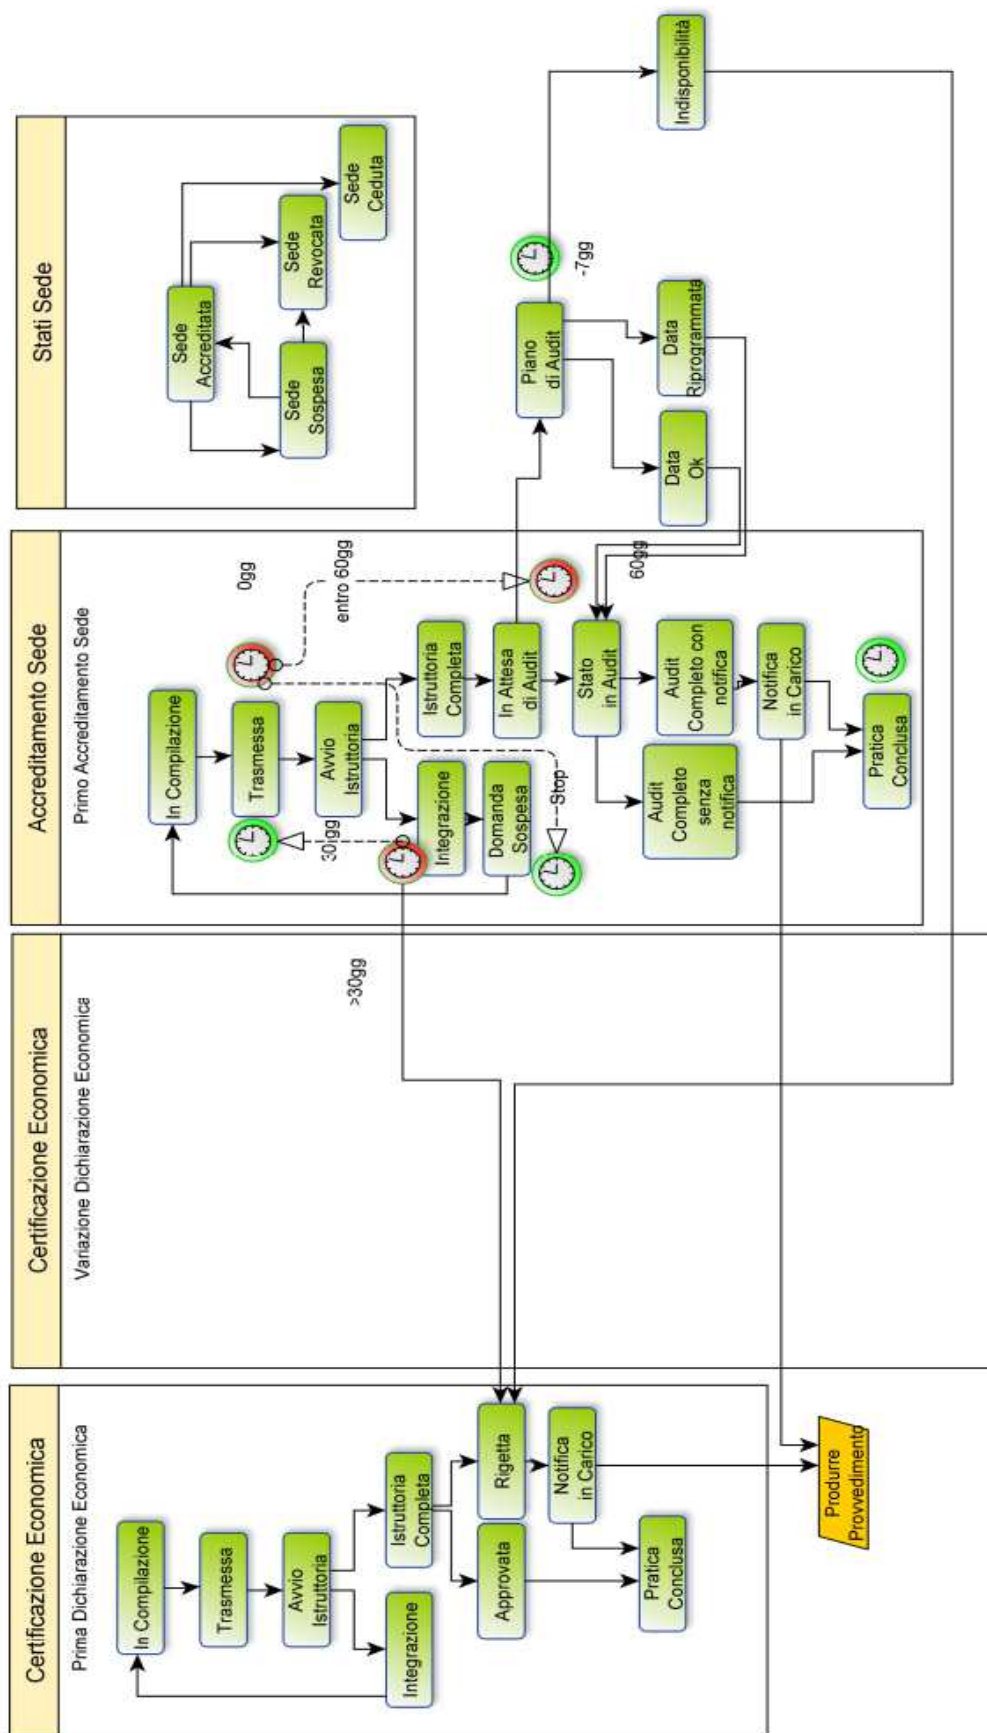 Certificazione Economica
Prima Dichiarazione Economica
In Compilazione
Trasmessa
Avvio
Istruttoria
Integrazione
Istruttoria
Completa
Approvata
Rigetta
Notifica
in Carico
Pratica
Conclusa
Produrre
Provvedimento
Certificazione Economica
Variazione Dichiarazione Economica
>30gg
Accreditamento Sede
Primo Accreditamento Sede
In Compilazione
Trasmessa
0gg
30gg
entro 60gg
Avvio
Istruttoria
Integrazione
Istruttoria
Completa
Domanda
Sospesa
In Attesa
di Audit
Stop
Stato
in Audit
60gg
Audit
Completo
senza
notifica
Audit
Completo con
notifica
Notifica
in Carico
Pratica
Conclusa
Stati Sede
Sede
Accreditata
Sede
Sospesa
Sede
Revocata
Sede
Ceduta
Piano
di Audit
-7gg
Data
Ok
Data
Riprogrammata
Indisponibilità